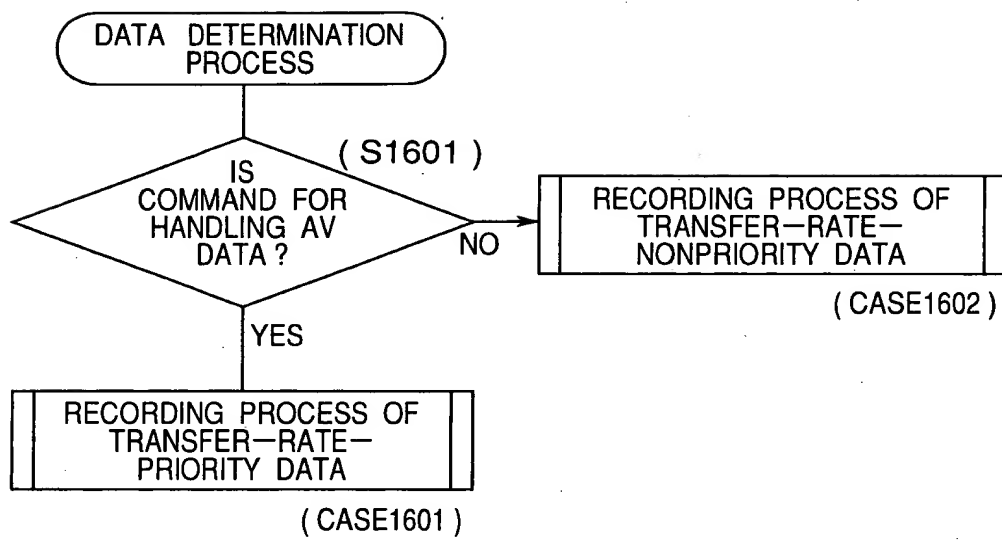 DATA DETERMINATION
PROCESS
(S1601)
IS
COMMAND FOR
HANDLING AV
DATA?
NO
RECORDING PROCESS OF
TRANSFER-RATE-
NONPRIORITY DATA
(CASE1602)
YES
RECORDING PROCESS OF
TRANSFER-RATE-
PRIORITY DATA
(CASE1601)